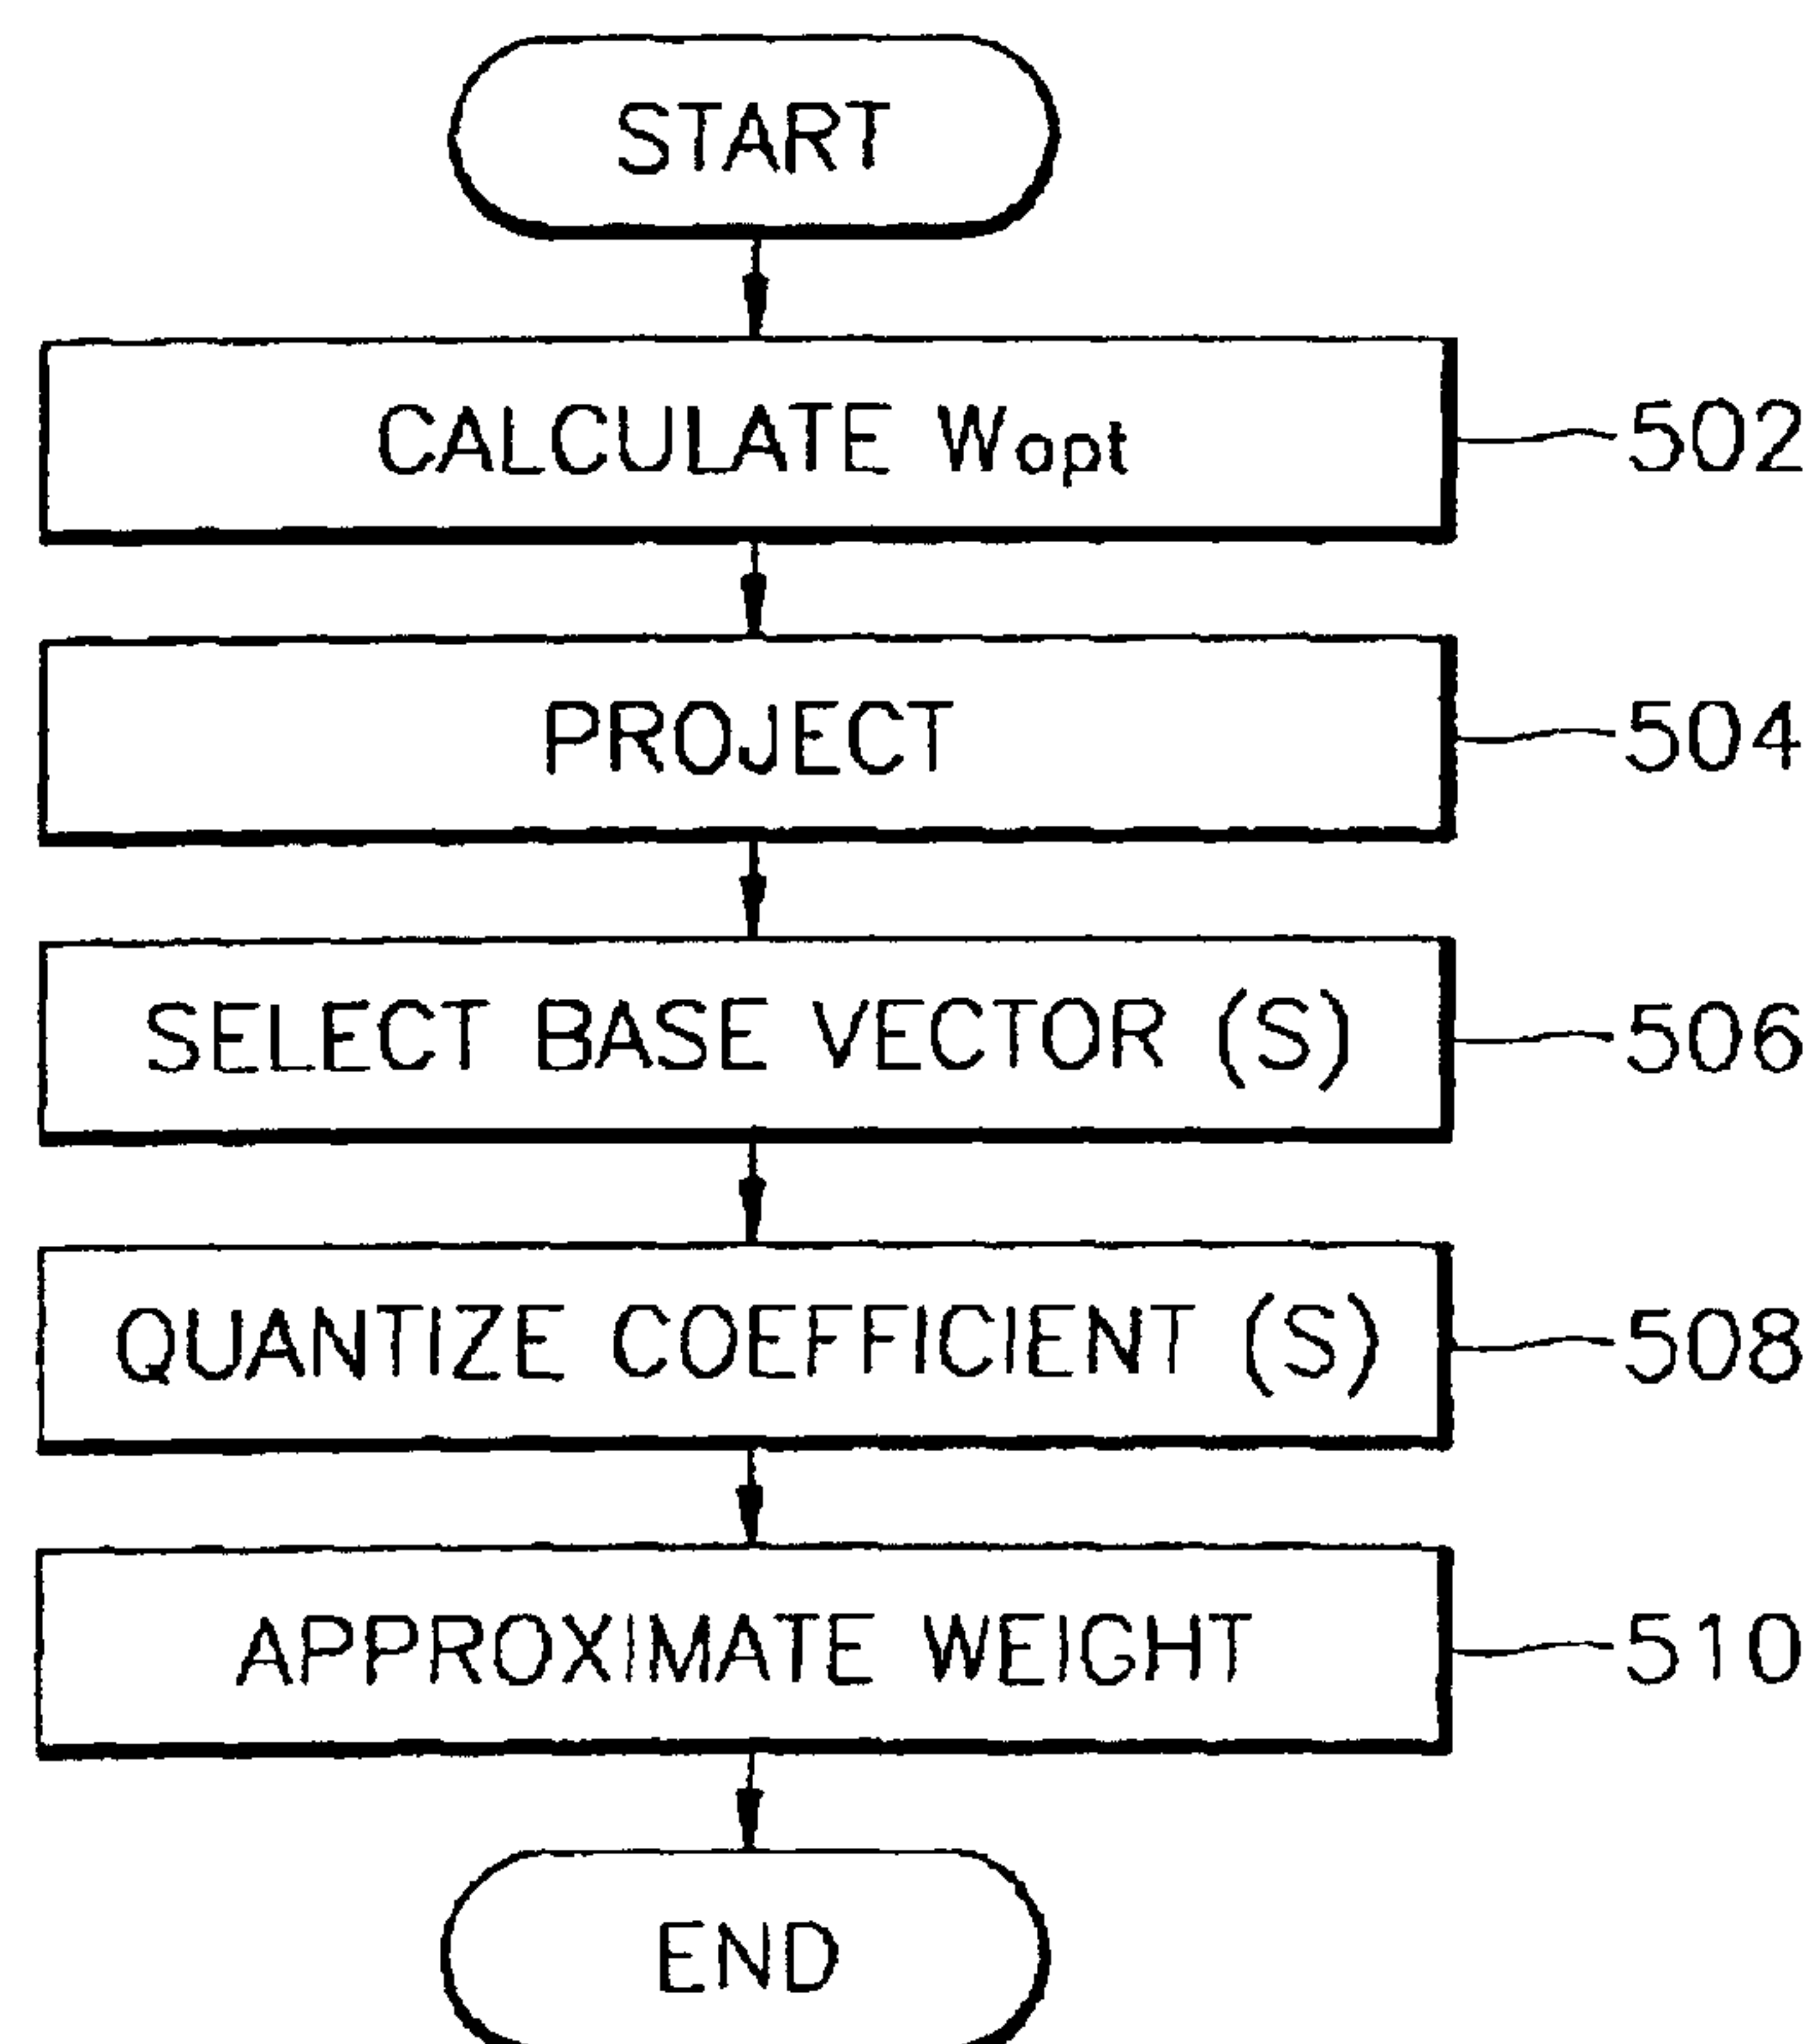 START
CALCULATE Wopt
502
PROJECT
504
SELECT BASE VECTOR (S)
506
QUANTIZE COEFFICIENT (S)
508
APPROXIMATE WEIGHT
510
END